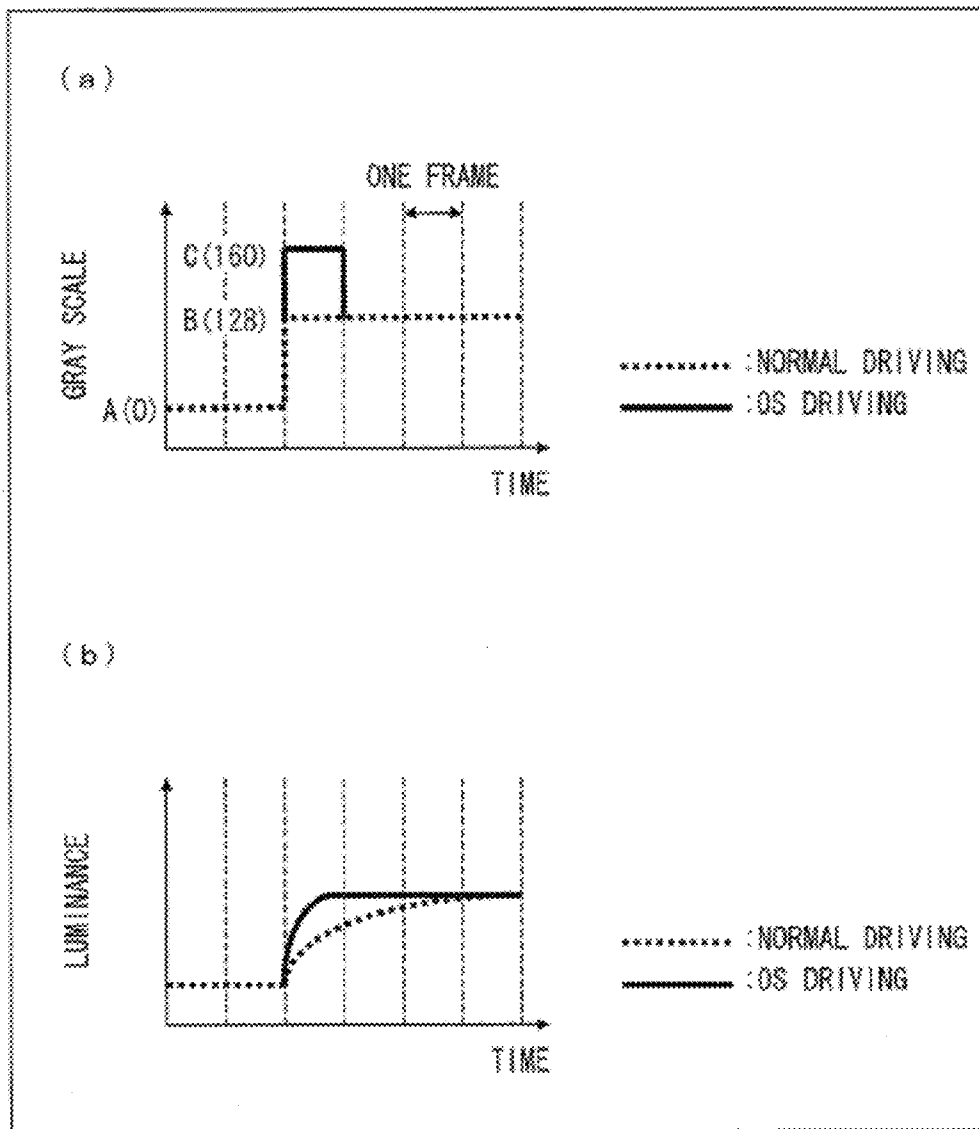 (a)
ONE FRAME
GRAY SCALE
C(160)
B(128)
A(0)
TIME
:NORMAL DRIVING
:OS DRIVING
(b)
LUMINANCE
TIME
:NORMAL DRIVING
:OS DRIVING